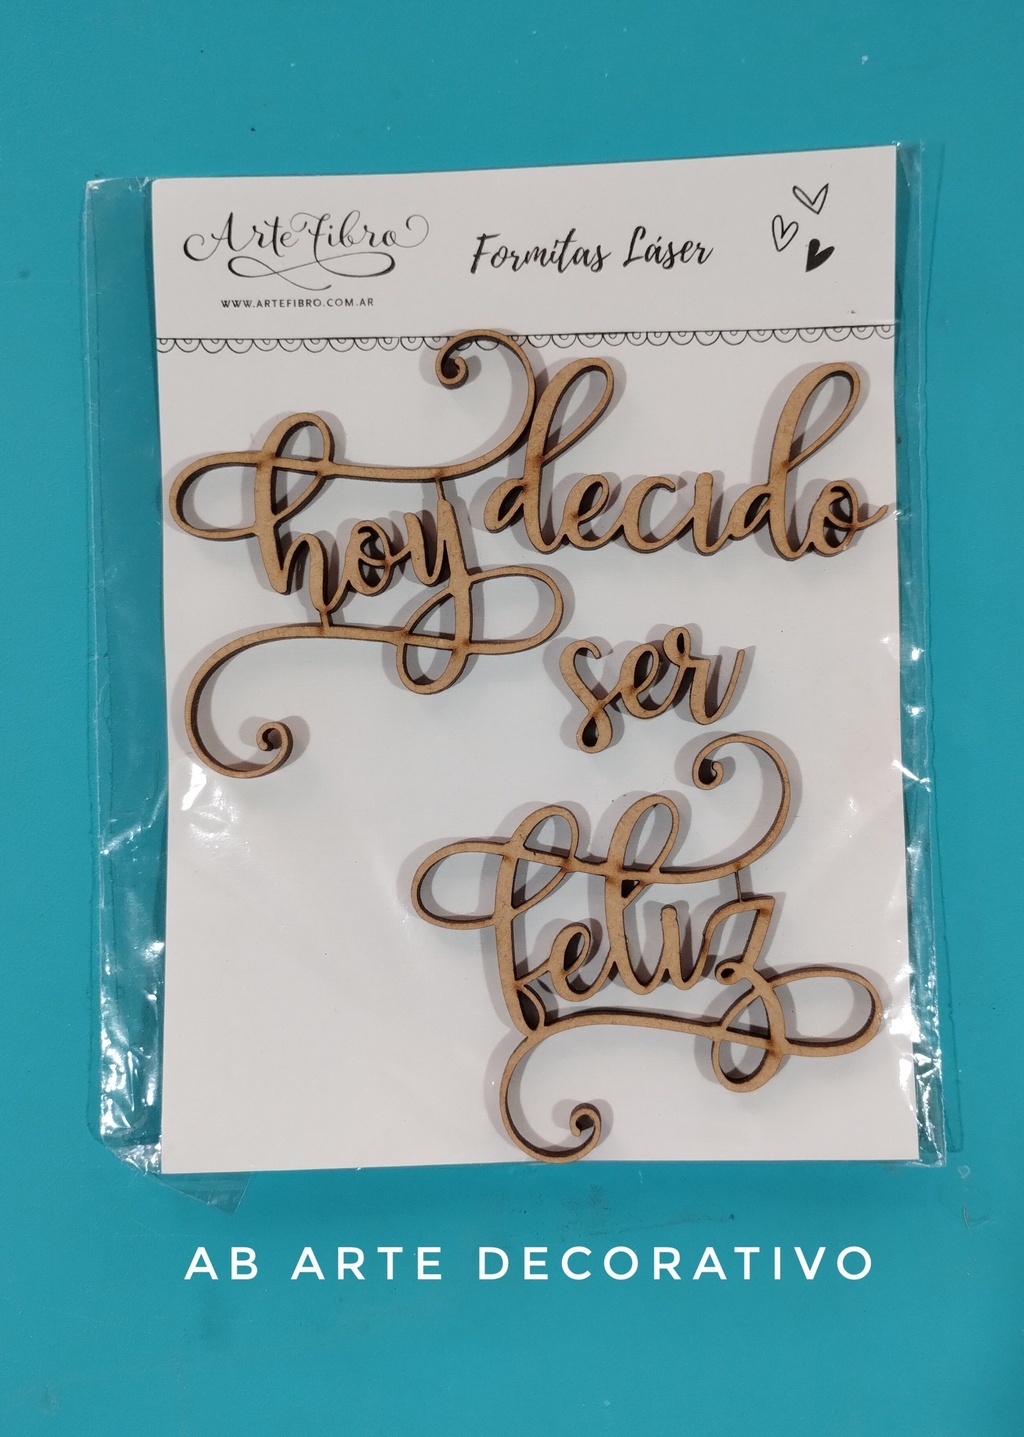 Arte Fibro
WWW.ARTEFIBRO.COM.AR
Formitas Láser
hoy decido
ser
feliz
AB ARTE DECORATIVO